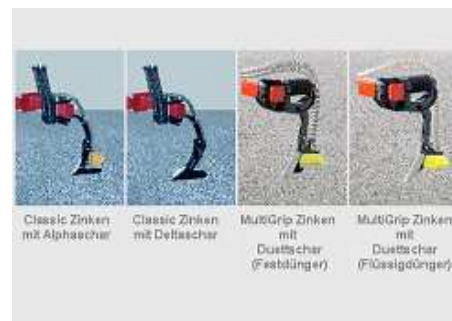 Classic Zinken
mit Alphaschar
Classic Zinken
mit Deltaschar
MultiGrip Zinken
mit
Duettschar
(Festdünger)
MultiGrip Zinken
mit
Duettschar
(Flüssigdünger)